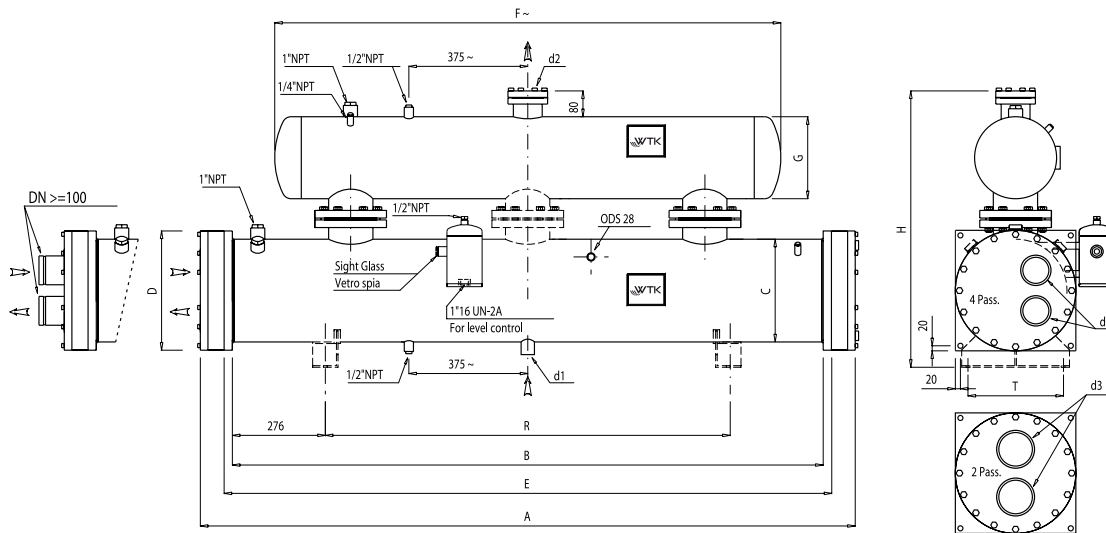 F ~
1"NPT
1/2"NPT
375 ~
d2
1/4"NPT
80
WTK
G
DN >=100
1"NPT
1/2"NPT
ODS 28
H
Sight Glass
Vetro spia
D
C
WTK
4 Pass.
1"16 UN-2A
For level control
d
20
1/2"NPT
375 ~
d1
20
T
d3
276
R
B
2 Pass.
E
A